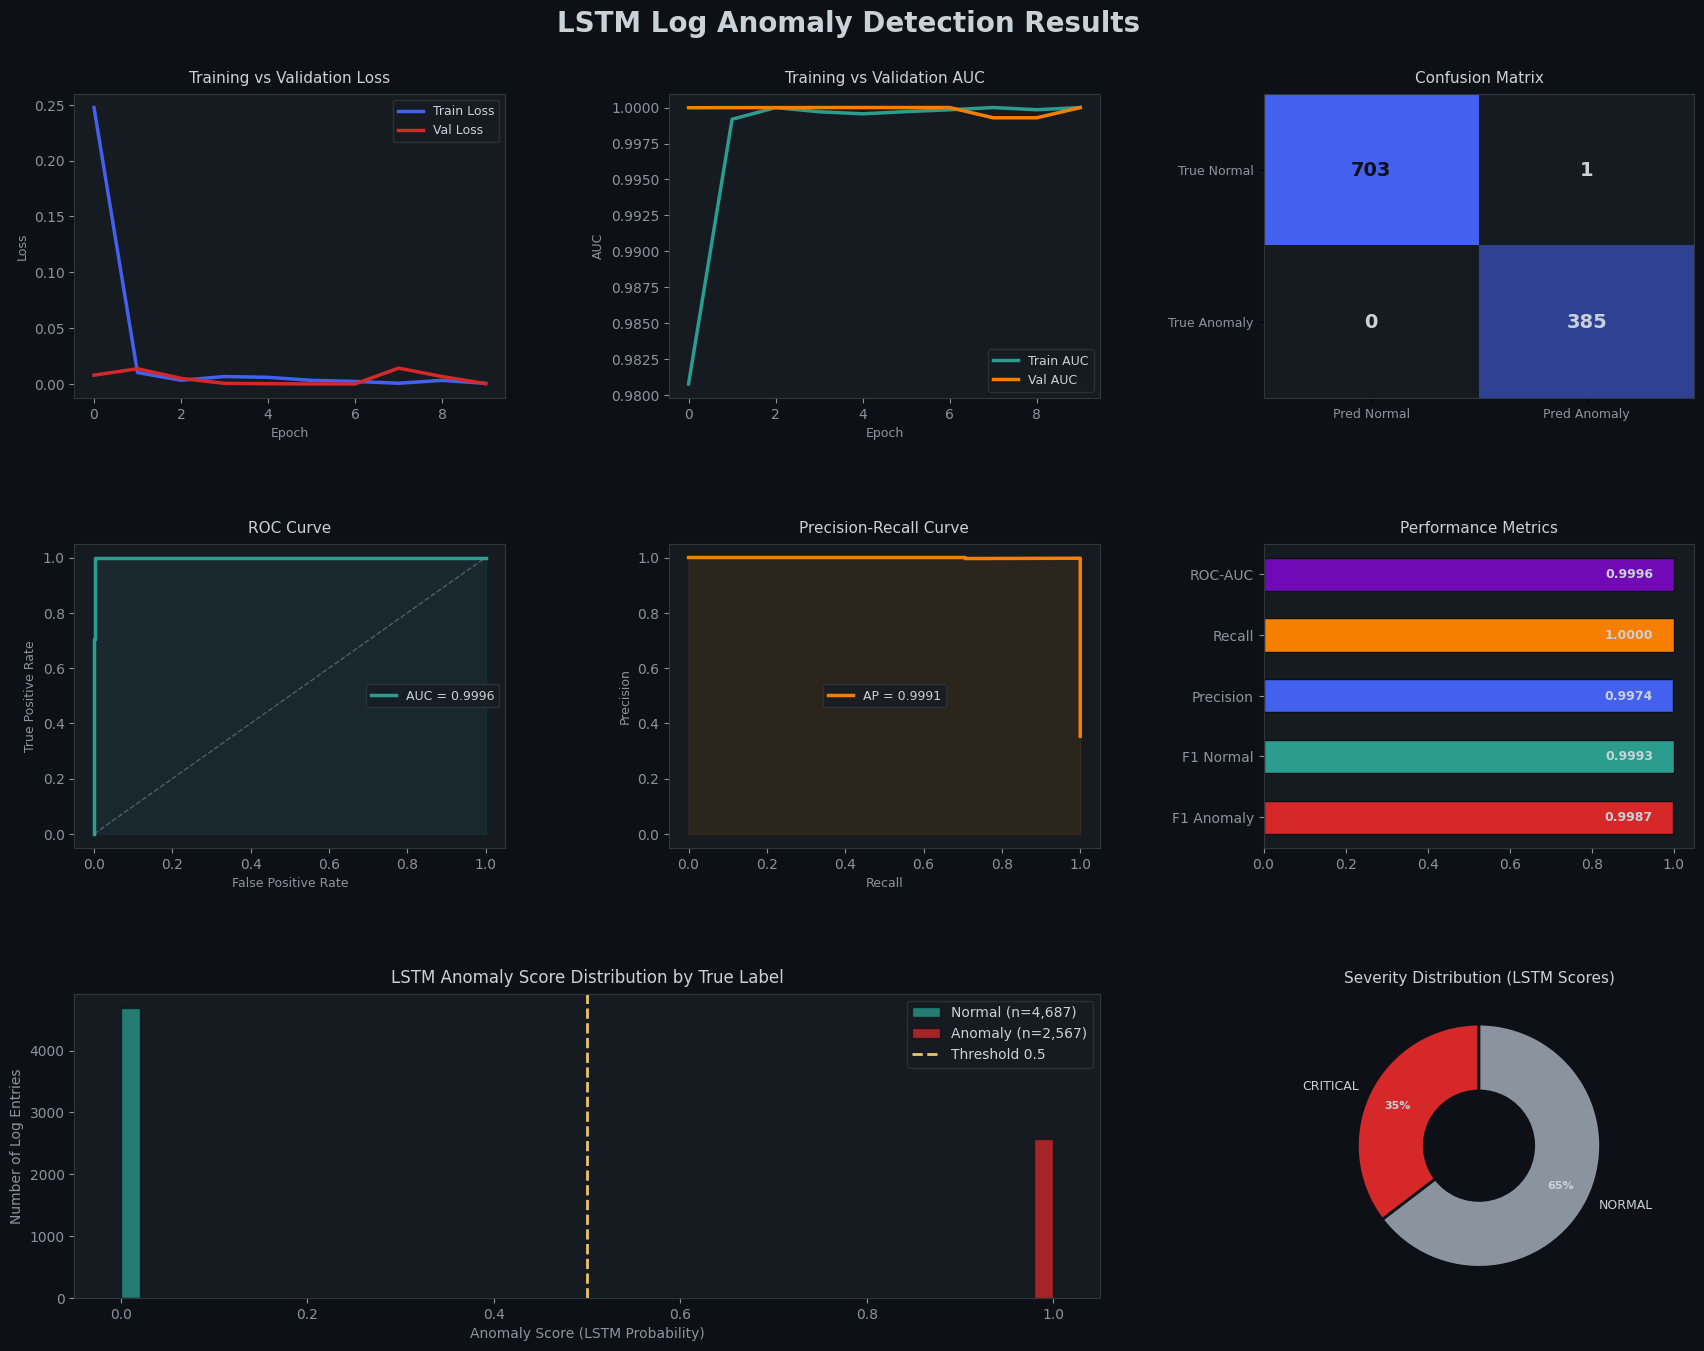 LSTM Log Anomaly Detection Results
Training vs Validation Loss
0.25
0.20
0.15
0.10
0.05
0.00
Loss
0 2 4 6 8
Epoch
Train Loss
Val Loss
Training vs Validation AUC
1.0000
0.9975
0.9950
0.9925
0.9900
0.9875
0.9850
0.9825
0.9800
AUC
0 2 4 6 8
Epoch
Train AUC
Val AUC
Confusion Matrix
True Normal
True Anomaly
703 1
0 385
Pred Normal Pred Anomaly
ROC Curve
1.0
0.8
0.6
0.4
0.2
0.0
True Positive Rate
AUC = 0.9996
0.0 0.2 0.4 0.6 0.8 1.0
False Positive Rate
Precision-Recall Curve
1.0
0.8
0.6
0.4
0.2
0.0
Precision
AP = 0.9991
0.0 0.2 0.4 0.6 0.8 1.0
Recall
Performance Metrics
ROC-AUC 0.9996
Recall 1.0000
Precision 0.9974
F1 Normal 0.9993
F1 Anomaly 0.9987
0.0 0.2 0.4 0.6 0.8 1.0
LSTM Anomaly Score Distribution by True Label
4000
3000
2000
1000
0
Number of Log Entries
Normal (n=4,687)
Anomaly (n=2,567)
Threshold 0.5
0.0 0.2 0.4 0.6 0.8 1.0
Anomaly Score (LSTM Probability)
Severity Distribution (LSTM Scores)
CRITICAL
35%
65%
NORMAL